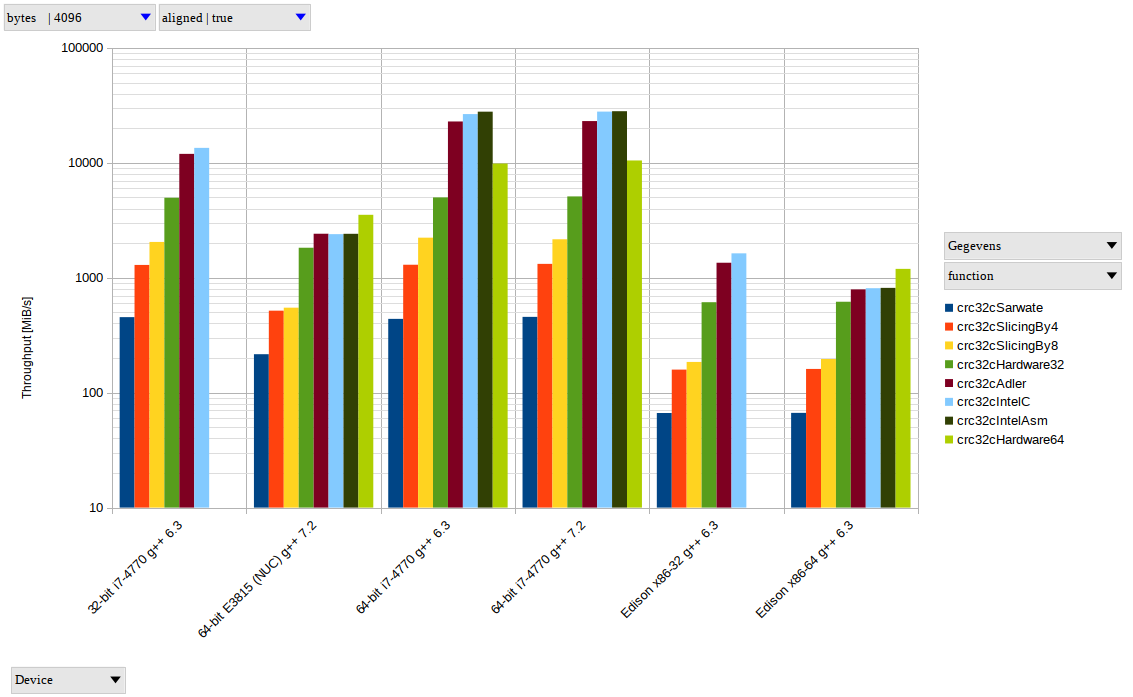 bytes | 4096
aligned | true
100000
10000
1000
100
10
Throughput [MiB/s]
32-bit i7-4770 g++ 6.3
64-bit E3815 (NUC) g++ 7.2
64-bit i7-4770 g++ 6.3
64-bit i7-4770 g++ 7.2
Edison x86-32 g++ 6.3
Edison x86-64 g++ 6.3
Gegevens
function
crc32cSarwate
crc32cSlicingBy4
crc32cSlicingBy8
crc32cHardware32
crc32cAdler
crc32cIntelC
crc32cIntelAsm
crc32cHardware64
Device